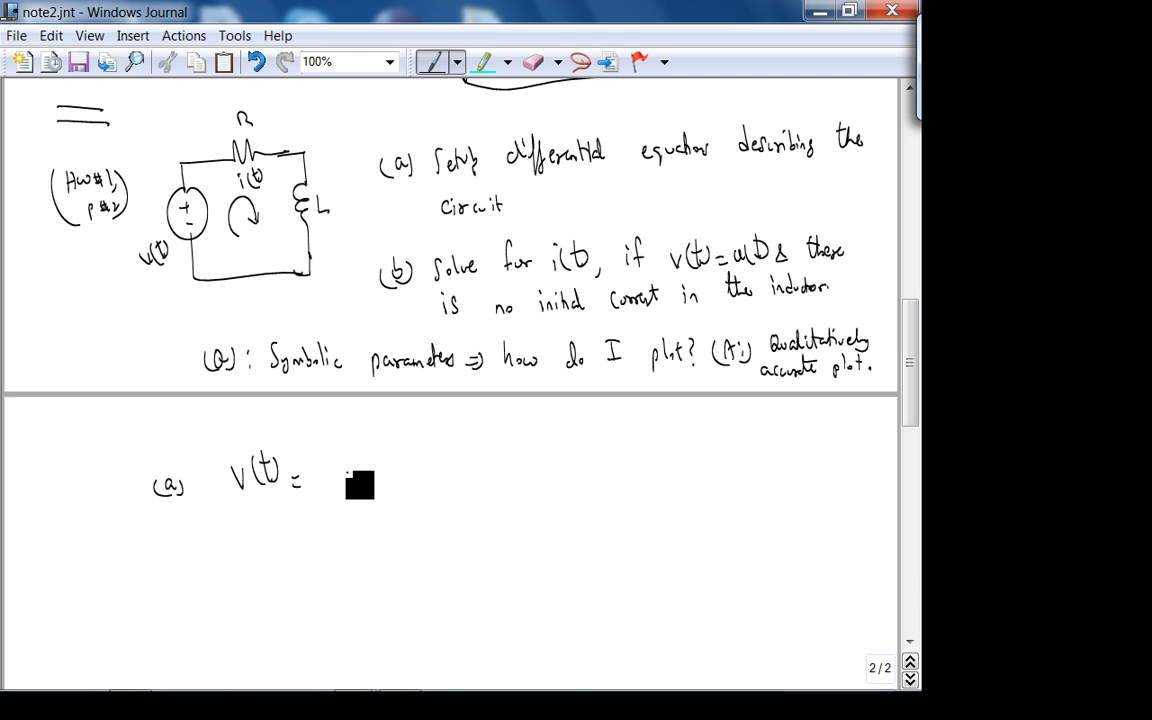 note2.jnt - Windows Journal
File Edit View Insert Actions Tools Help
100%
R
(HW#1,
p#2)
i(t)
L
v(t)
+
-
(a) Setup differential equation describing the
circuit
(b) Solve for i(t), if v(t)=u(t) & there
is no initial current in the inductor.
(Q): Symbolic parameters ⇒ how do I plot? (A:) Qualitatively
accurate plot.
(a) v(t) = i
2/2